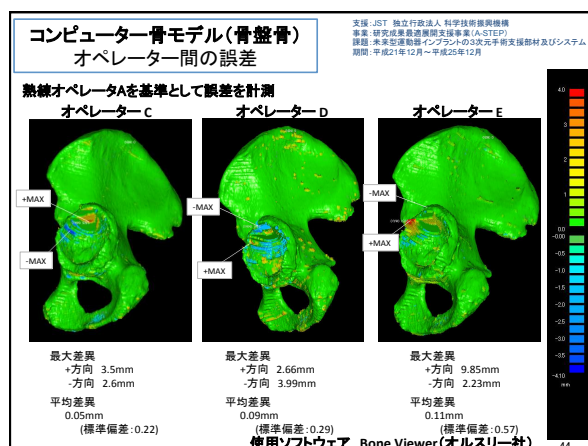 コンピューター骨モデル(骨盤骨)
オペレーター間の誤差
支援:JST 独立行政法人 科学技術振興機構
事業:研究成果最適展開支援事業(A-STEP)
課題:未来型運動器インプラントの3次元手術支援部材及びシステム
期間:平成21年12月~平成25年12月
熟練オペレータAを基準として誤差を計測
オペレーター C
オペレーター D
オペレーター E
+MAX
-MAX
-MAX
+MAX
-MAX
+MAX
4.0
3
2.0
1.0
0.0
-0.00
-1.0
-2.0
-3.0
-4.10
mm
最大差異
+方向 3.5mm
-方向 2.6mm
平均差異
0.05mm
(標準偏差:0.22)
最大差異
+方向 2.66mm
-方向 3.99mm
平均差異
0.09mm
(標準偏差:0.29)
最大差異
+方向 9.85mm
-方向 2.23mm
平均差異
0.11mm
(標準偏差:0.57)
使用ソフトウェア Bone Viewer(オルスリー社)
44